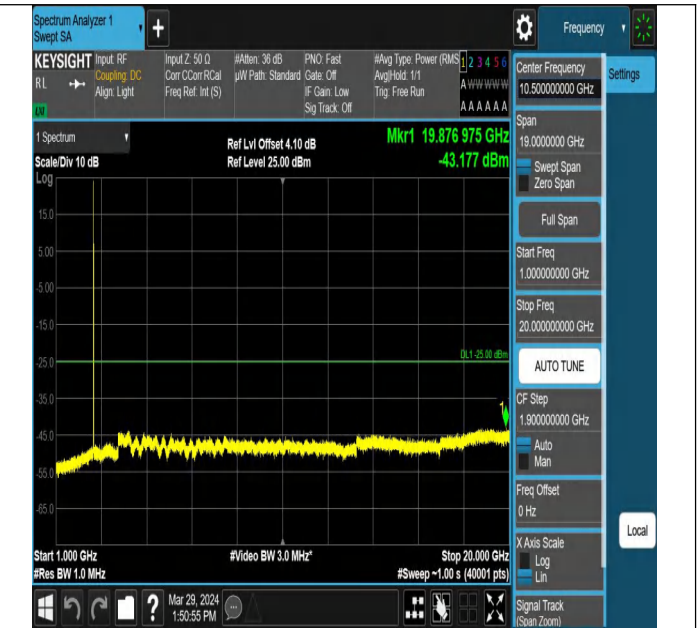 Spectrum Analyzer 1
Swept SA
+
Frequency
KEYSIGHT
RL
Input: RF
Coupling: DC
Align: Light
Input Z: 50 Ω
Corr CCorr RCal
Freq Ref: Int (S)
#Atten: 36 dB
µW Path: Standard
PNO: Fast
Gate: Off
IF Gain: Low
Sig Track: Off
#Avg Type: Power (RMS
Avg|Hold: 1/1
Trig: Free Run
1 2 3 4 5 6
A W W W W W
A A A A A A
1 Spectrum
Scale/Div 10 dB
Log
Ref Lvl Offset 4.10 dB
Ref Level 25.00 dBm
Mkr1 19.876 975 GHz
-43.177 dBm
15.0
5.00
-5.00
-15.0
-25.0
-35.0
-45.0
-55.0
-65.0
DL1 -25.00 dBm
1
Start 1.000 GHz
#Res BW 1.0 MHz
#Video BW 3.0 MHz*
Stop 20.000 GHz
#Sweep ~1.00 s (40001 pts)
Mar 29, 2024
1:50:55 PM
?
Center Frequency
10.500000000 GHz
Settings
Span
19.0000000 GHz
Swept Span
Zero Span
Full Span
Start Freq
1.000000000 GHz
Stop Freq
20.000000000 GHz
AUTO TUNE
CF Step
1.900000000 GHz
Auto
Man
Freq Offset
0 Hz
X Axis Scale
Log
Lin
Local
Signal Track
(Span Zoom)